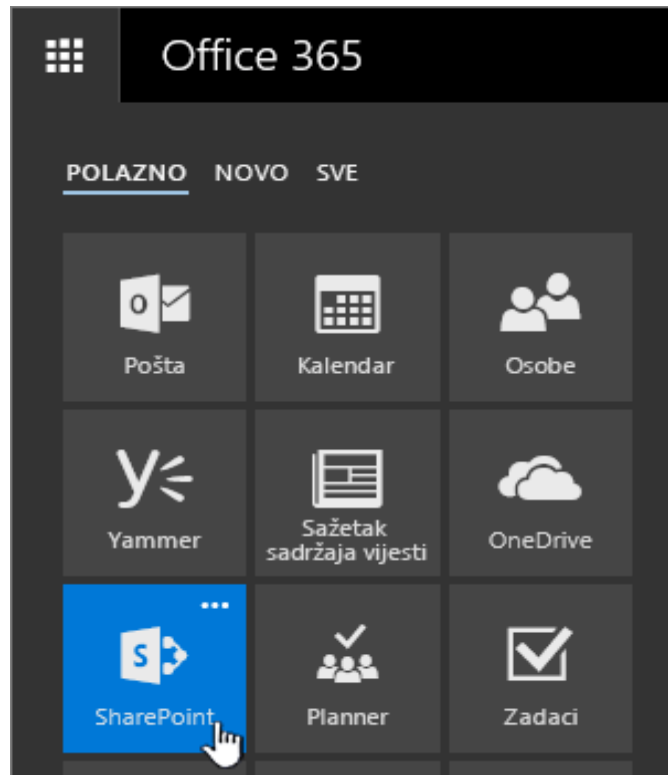 Office 365
POLAZNO NOVO SVE
Pošta Kalendar Osobe
Yammer Sažetak
sadržaja vijesti OneDrive
SharePoint Planner Zadaci